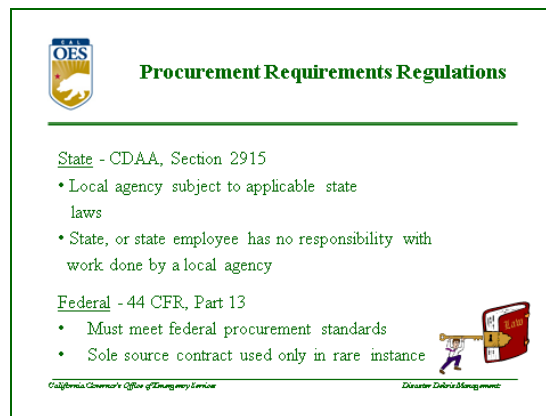 CAL
OES
Procurement Requirements Regulations
State - CDAA, Section 2915
• Local agency subject to applicable state
laws
• State, or state employee has no responsibility with
work done by a local agency
Federal - 44 CFR, Part 13
• Must meet federal procurement standards
• Sole source contract used only in rare instance
Law
California Governor's Office of Emergency Services
Disaster Debris Management